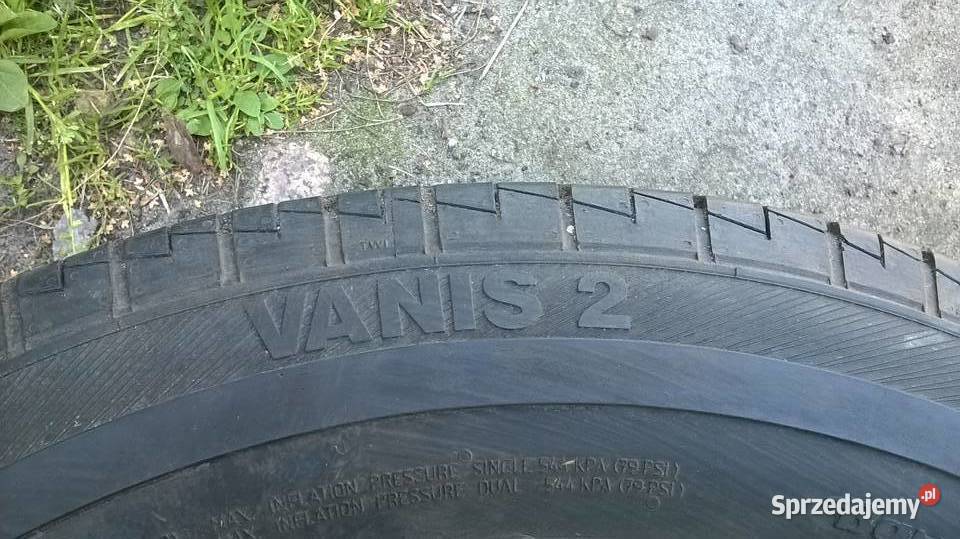 TWI
VANIS 2
MAX. INFLATION PRESSURE SINGLE 544 KPA (79 PSI)
MAX. INFLATION PRESSURE DUAL 544 KPA (79 PSI)
Sprzedajemy.pl